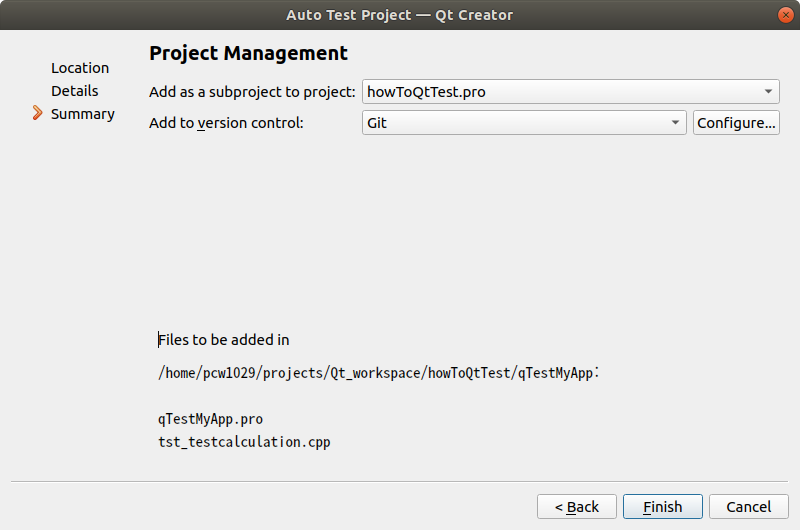 Auto Test Project — Qt Creator
Project Management
Location
Details
Summary
Add as a subproject to project: howToQtTest.pro
Add to version control: Git Configure...
Files to be added in
/home/pcw1029/projects/Qt_workspace/howToQtTest/qTestMyApp:
qTestMyApp.pro
tst_testcalculation.cpp
< Back Finish Cancel